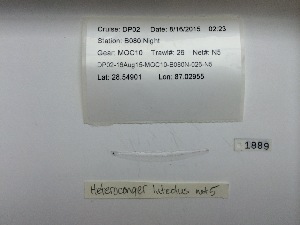 Cruise: DP02 Date: 8/16/2015 02:23
Station: B080 Night
Gear: MOC10 Trawl#: 26 Net#: N5
DP02-16Aug15-MOC10-B080N-026-N5
Lat: 28.54901 Lon: 87.02955
1889
Heteroconger luteolus net 5